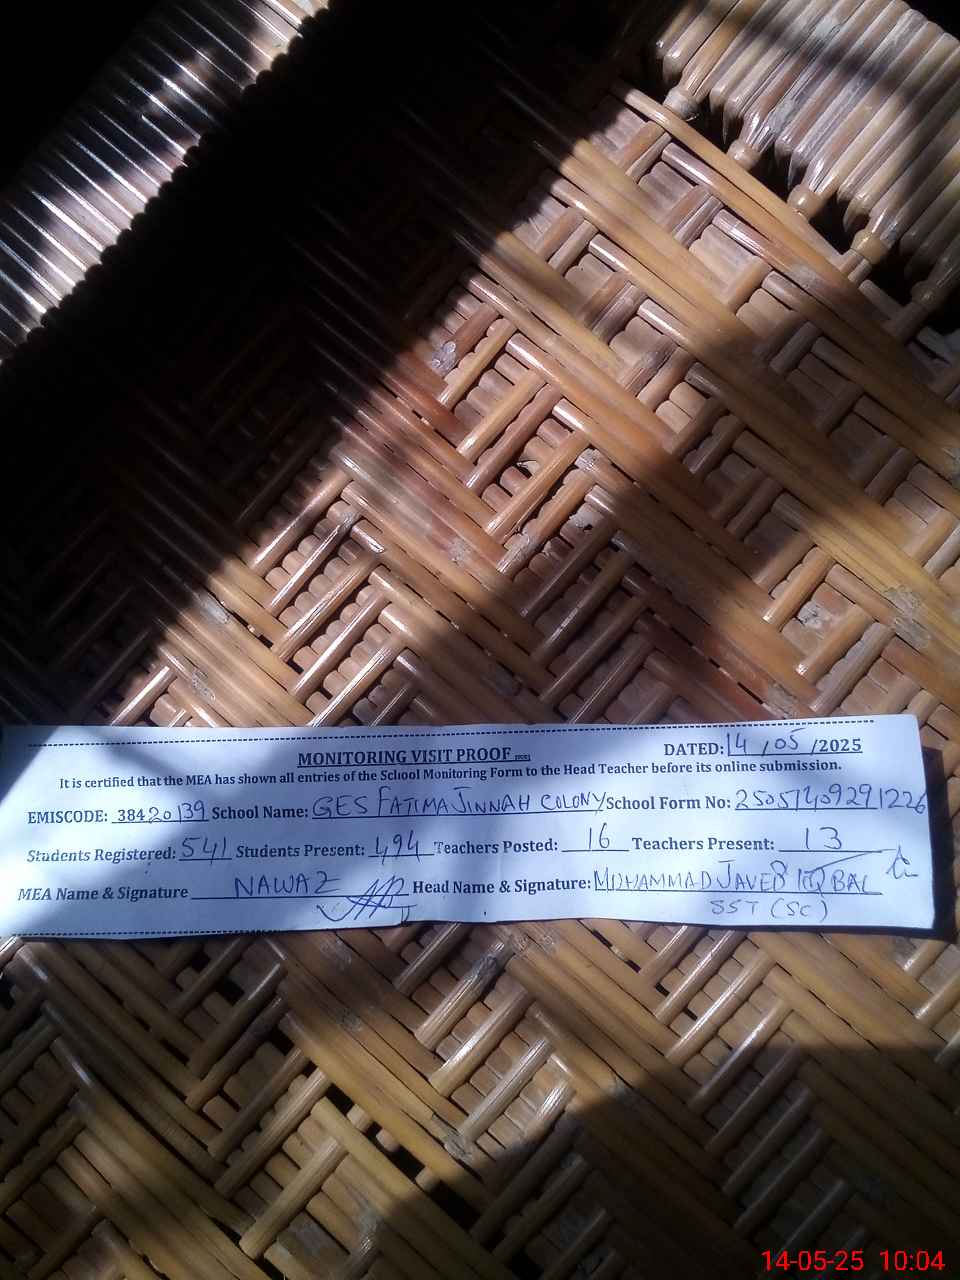 MONITORING VISIT PROOF
DATED: 14/05/2025
It is certified that the MEA has shown all entries of the School Monitoring Form to the Head Teacher before its online submission.
EMISCODE: 38420139 School Name: GES FATIMA JINNAH COLONY School Form No: 25051409291226
Students Registered: 541 Students Present: 494 Teachers Posted: 16 Teachers Present: 13
MEA Name & Signature NAWAZ Head Name & Signature: MUHAMMAD JAVED IQBAL
SST (SC)
14-05-25 10:04